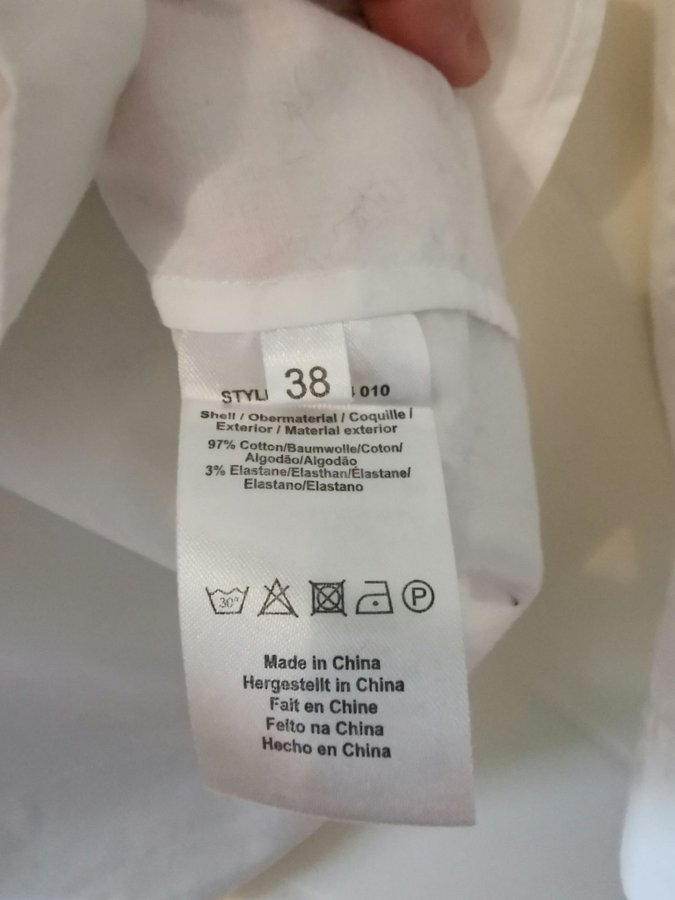 38
STYL 010
Shell / Obermaterial / Coquille /
Exterior / Material exterior
97% Cotton/Baumwolle/Coton/
Algodão/Algodão
3% Elastane/Elasthan/Élastane/
Elastano/Elastano
30°
P
Made in China
Hergestellt in China
Fait en Chine
Feito na China
Hecho en China